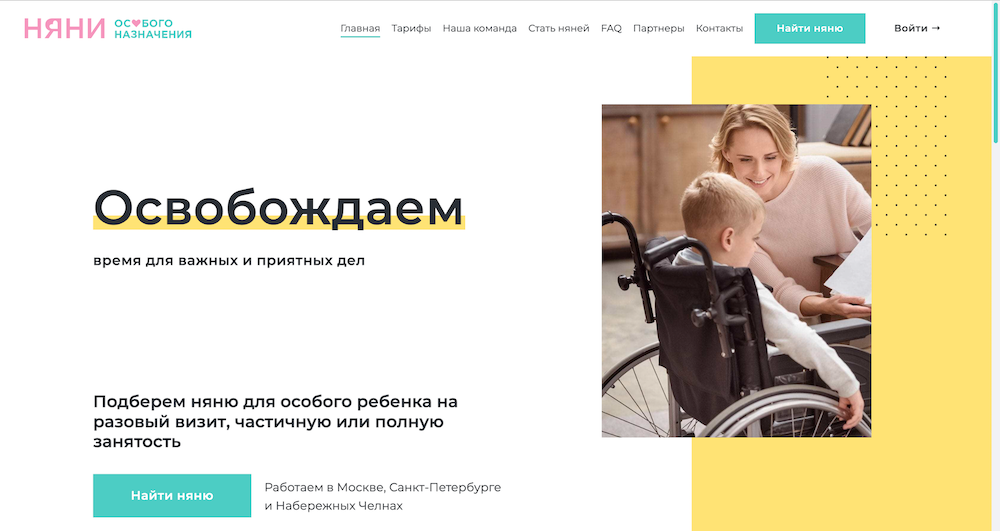 НЯНИ ОСОБОГО
НАЗНАЧЕНИЯ
Главная Тарифы Наша команда Стать няней FAQ Партнеры Контакты Найти няню Войти →
Освобождаем
время для важных и приятных дел
Подберем няню для особого ребенка на
разовый визит, частичную или полную
занятость
Найти няню
Работаем в Москве, Санкт-Петербурге
и Набережных Челнах